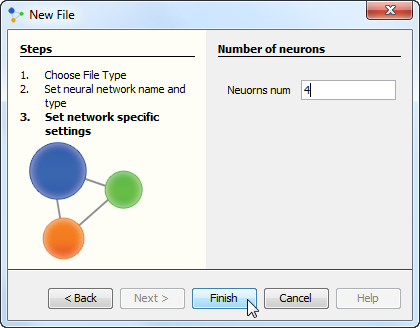 New File
Steps
1. Choose File Type
2. Set neural network name and
type
3. Set network specific
settings
Number of neurons
Neuorns num 4
< Back
Next >
Finish
Cancel
Help